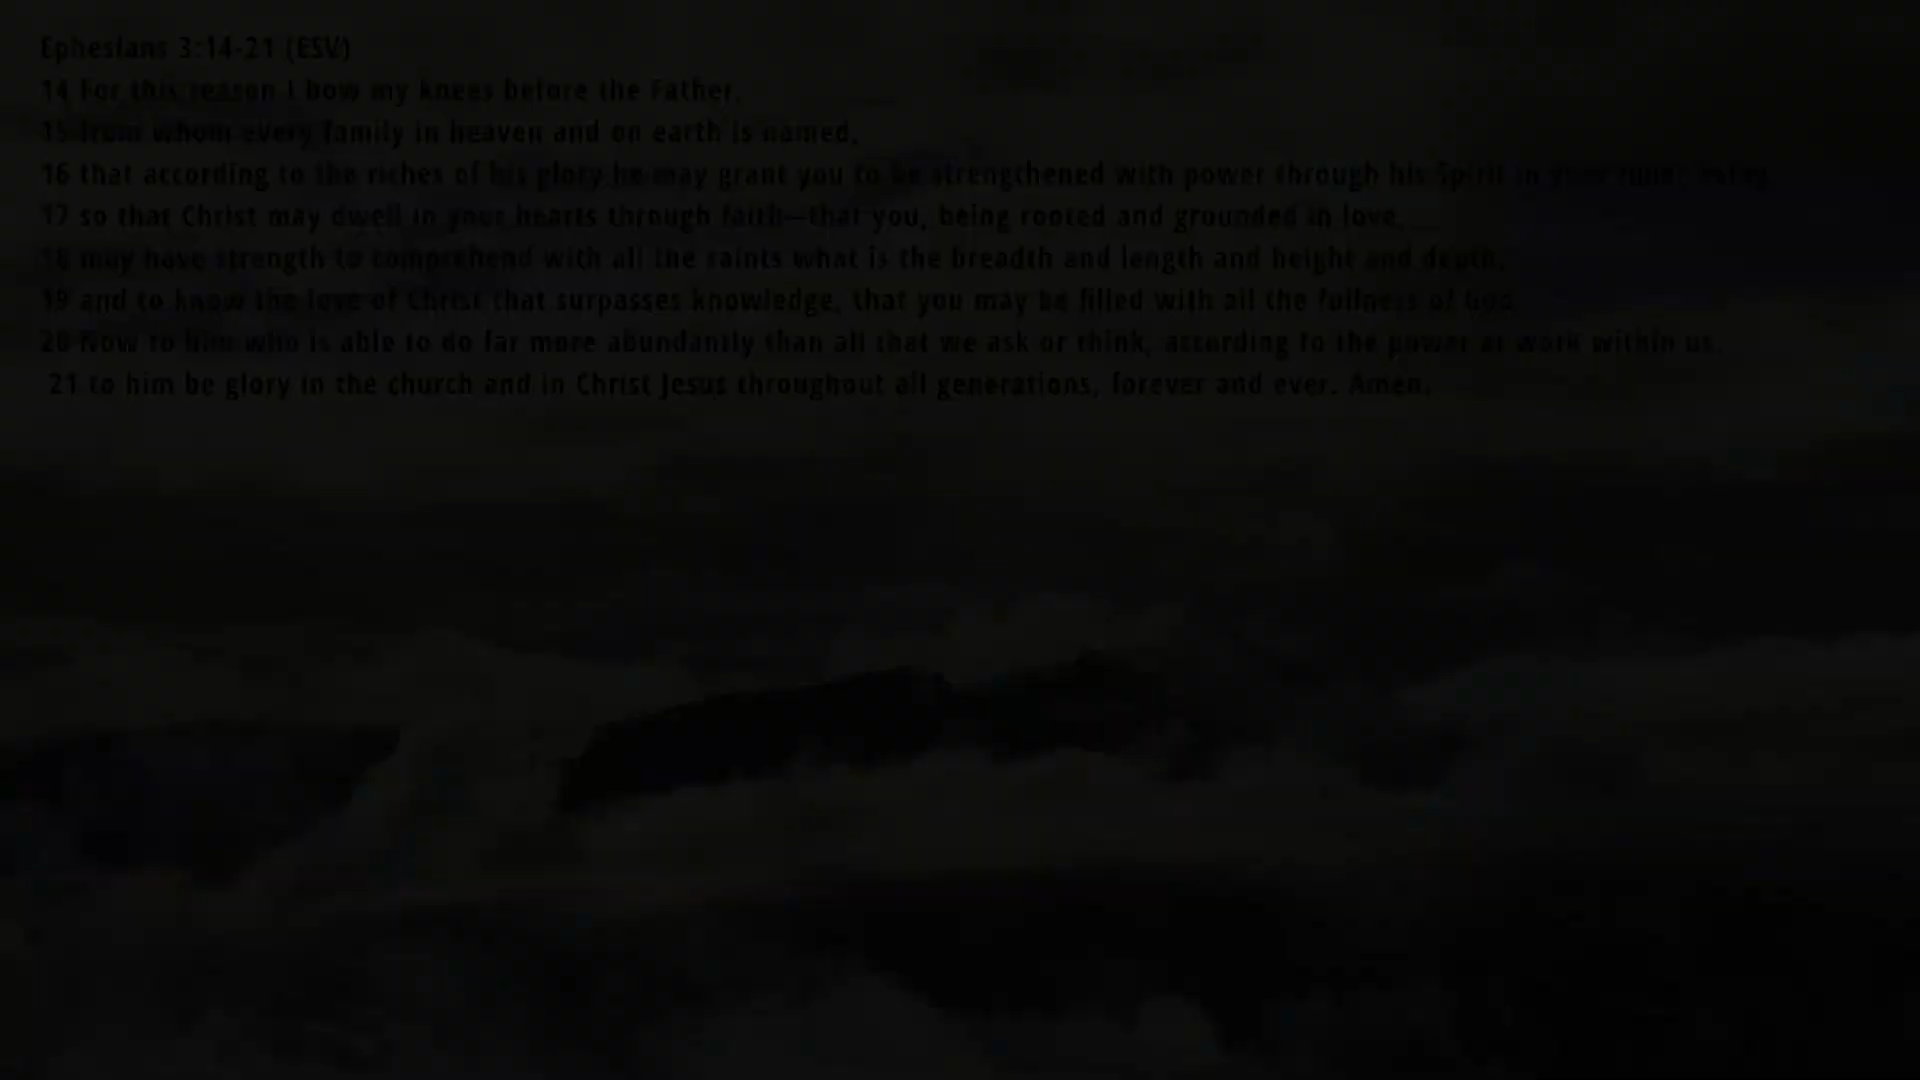 Ephesians 3:14-21 (ESV)
14 For this reason I bow my knees before the Father,
15 from whom every family in heaven and on earth is named,
16 that according to the riches of his glory he may grant you to be strengthened with power through his Spirit in your inner being,
17 so that Christ may dwell in your hearts through faith—that you, being rooted and grounded in love,
18 may have strength to comprehend with all the saints what is the breadth and length and height and depth,
19 and to know the love of Christ that surpasses knowledge, that you may be filled with all the fullness of God.
20 Now to him who is able to do far more abundantly than all that we ask or think, according to the power at work within us,
21 to him be glory in the church and in Christ Jesus throughout all generations, forever and ever. Amen.